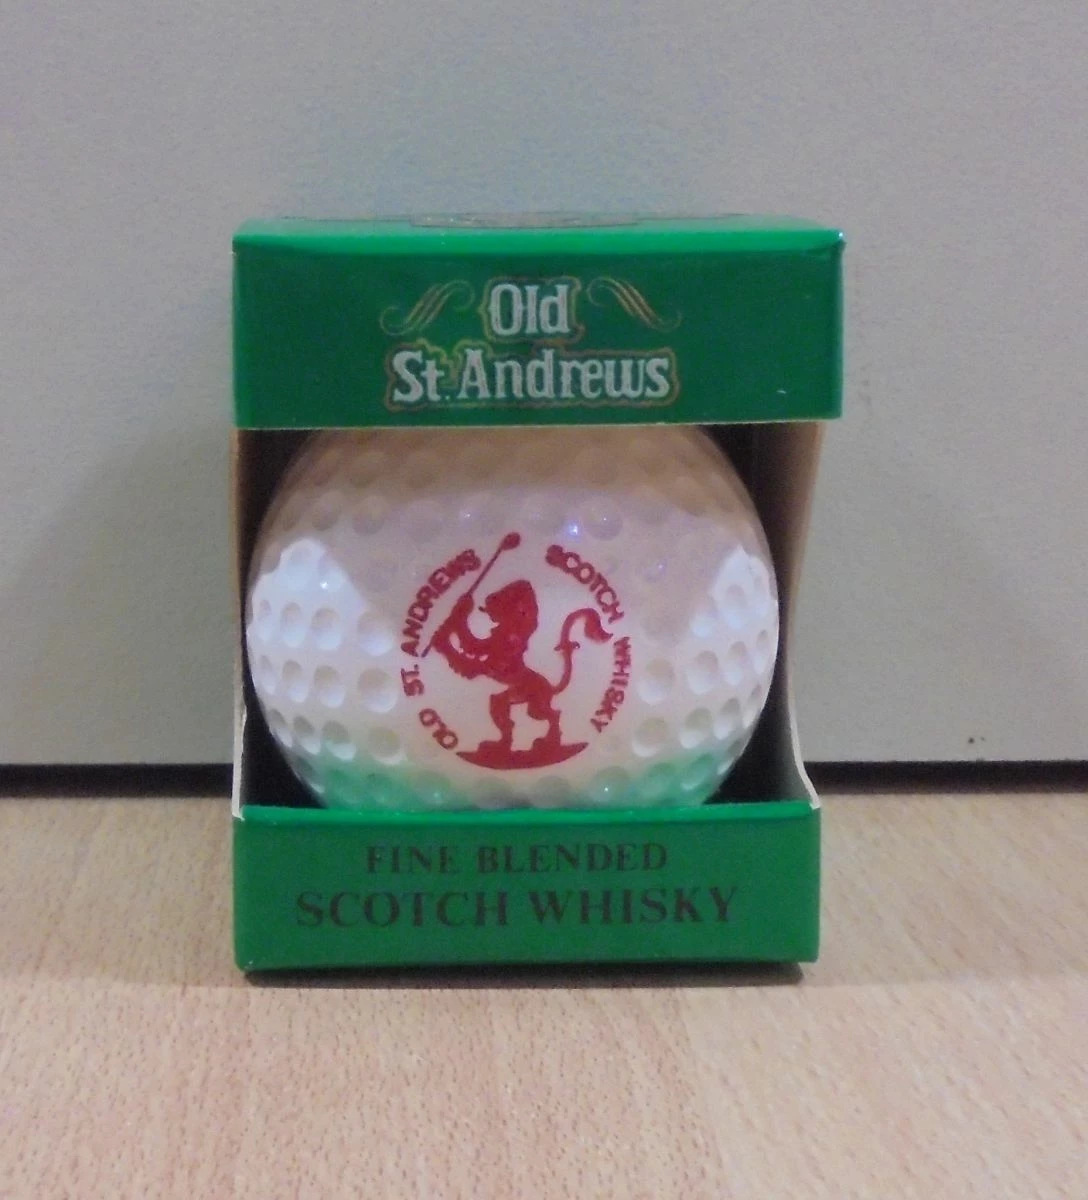 Old
St. Andrews
OLD ST. ANDREWS
SCOTCH WHISKY
FINE BLENDED
SCOTCH WHISKY